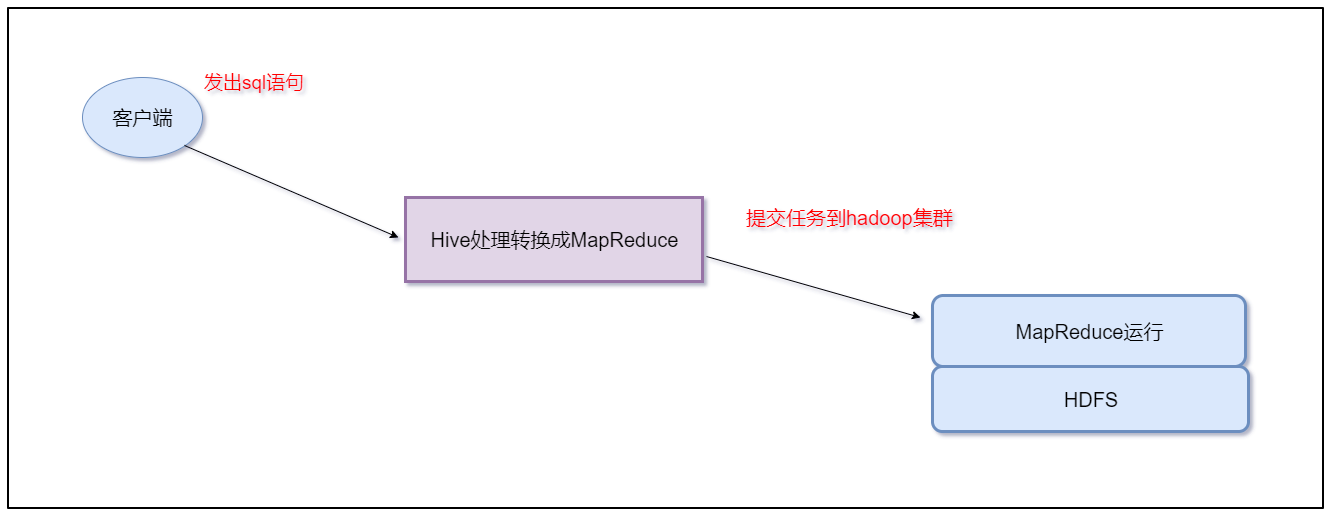 发出sql语句
客户端
提交任务到hadoop集群
Hive处理转换成MapReduce
MapReduce运行
HDFS